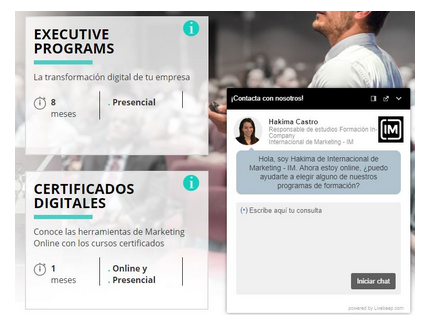 EXECUTIVE
PROGRAMS
La transformación digital de tu empresa
8
meses
. Presencial
CERTIFICADOS
DIGITALES
Conoce las herramientas de Marketing
Online con los cursos certificados
1
meses
. Online y
. Presencial
¡Contacta con nosotros!
Hakima Castro
Responsable de estudios Formación In-
Company
Internacional de Marketing - IM
IM
Hola, soy Hakima de Internacional de
Marketing - IM. Ahora estoy online, ¿puedo
ayudarte a elegir alguno de nuestros
programas de formación?
(*) Escribe aquí tu consulta
Iniciar chat
powered by Livebeep.com